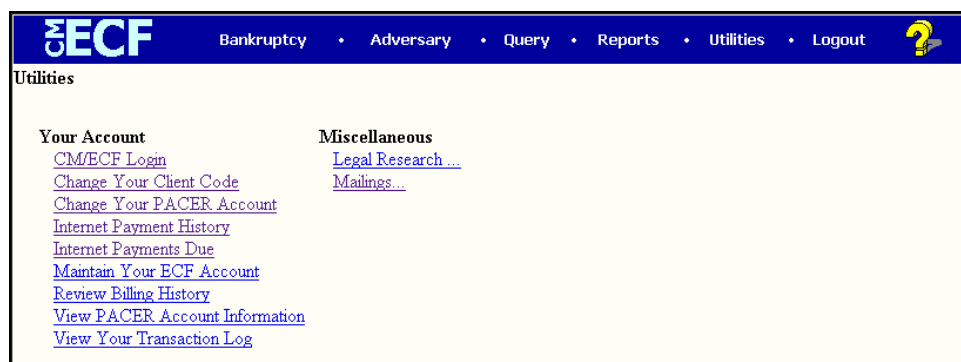 CM ECF Bankruptcy • Adversary • Query • Reports • Utilities • Logout ?
Utilities
Your Account
CM/ECF Login
Change Your Client Code
Change Your PACER Account
Internet Payment History
Internet Payments Due
Maintain Your ECF Account
Review Billing History
View PACER Account Information
View Your Transaction Log
Miscellaneous
Legal Research ...
Mailings...